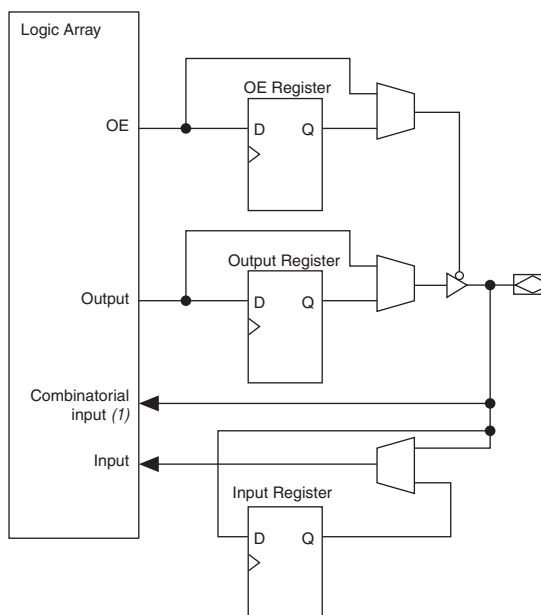 Logic Array
OE Register
OE
D Q
Output Register
Output
D Q
Combinatorial
input (1)
Input
Input Register
D Q